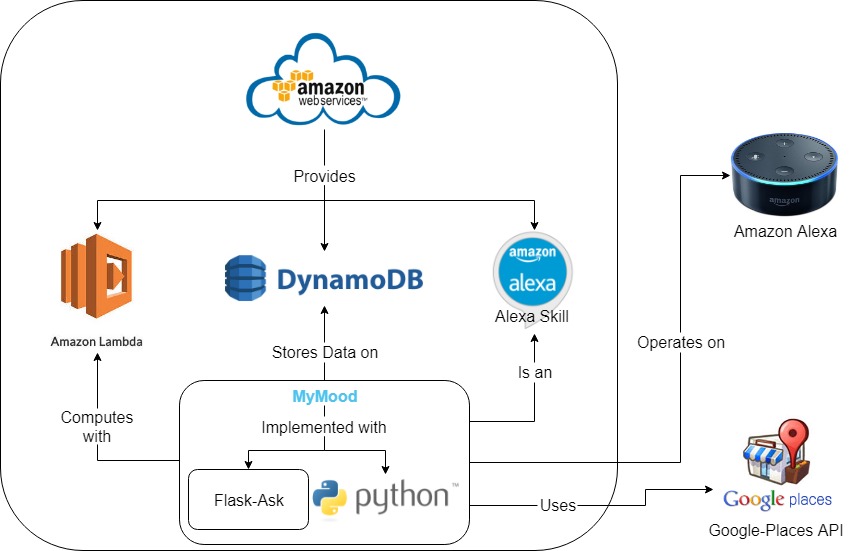 amazon
webservices™
Provides
DynamoDB
amazon
alexa
Alexa Skill
Amazon Lambda
amazon
Amazon Alexa
Stores Data on
Operates on
Is an
Computes
with
MyMood
Implemented with
Flask-Ask
python™
Uses
Google places
Google-Places API